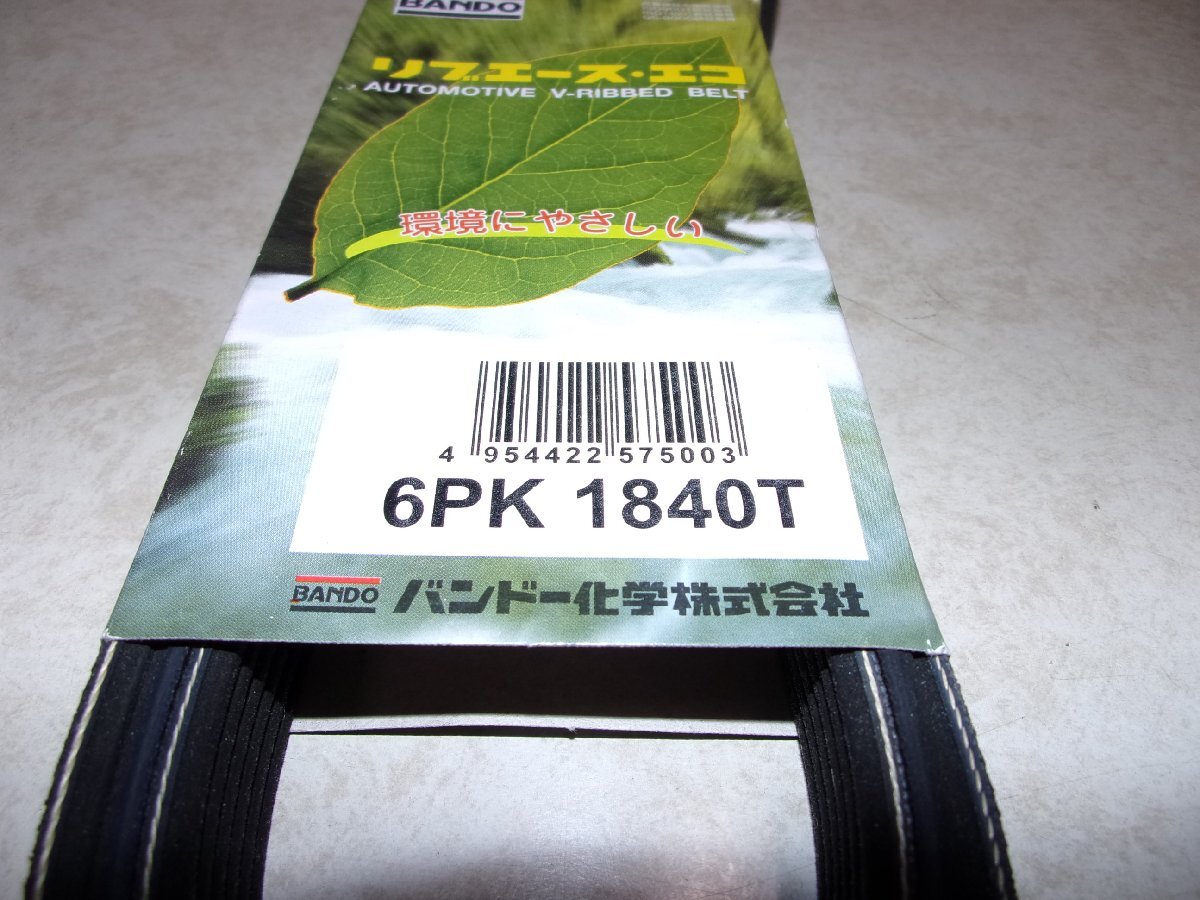 BANDO
リブエース・エコ
AUTOMOTIVE V-RIBBED BELT
環境にやさしい
4 954422 575003
6PK 1840T
BANDO バンドー化学株式会社